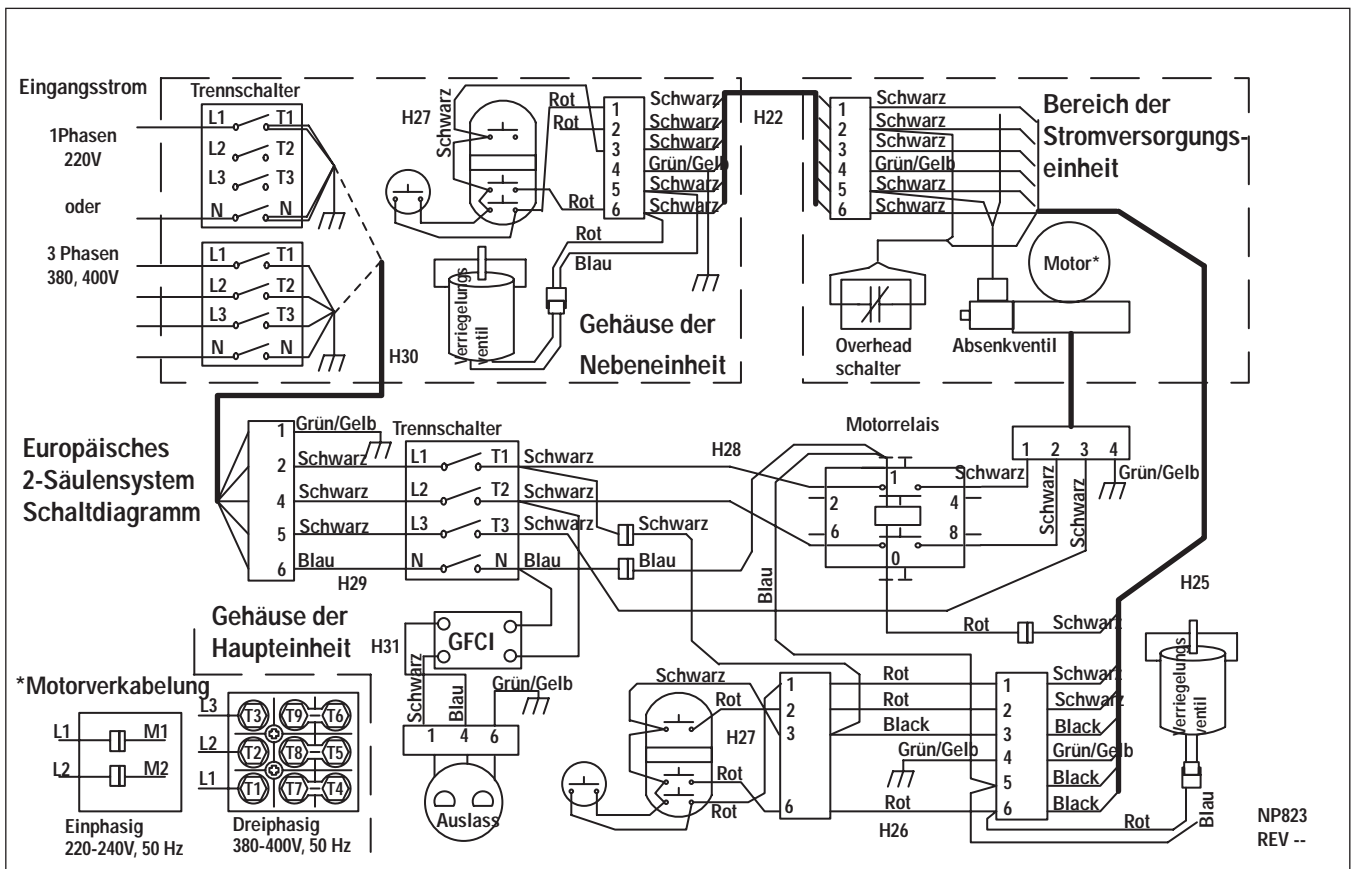 Eingangsstrom
Trennschalter
L1 T1
1Phasen
220V
L2 T2
L3 T3
oder
N N
3 Phasen
380, 400V
L1 T1
L2 T2
L3 T3
N N
H30
H27
Schwarz
Rot
Rot
1
2
3
4
5
6
Schwarz
Schwarz
Schwarz
Grün/Gelb
Schwarz
Schwarz
Rot
Rot
Blau
Verriegelungs
ventil
Gehäuse der
Nebeneinheit
H22
1
2
3
4
5
6
Schwarz
Schwarz
Schwarz
Grün/Gelb
Schwarz
Schwarz
Bereich der
Stromversorgungs-
einheit
Motor*
Overhead
schalter
Absenkventil
Europäisches
2-Säulensystem
Schaltdiagramm
1 Grün/Gelb
2 Schwarz
4 Schwarz
5 Schwarz
6 Blau
H29
Trennschalter
L1 T1 Schwarz
L2 T2 Schwarz
L3 T3 Schwarz
N N Blau
Schwarz
Blau
H28
Motorrelais
1
2 4
6 8
0
Schwarz
1 2 3 4
Grün/Gelb
Schwarz
Schwarz
Blau
H25
Rot
Schwarz
Gehäuse der
Haupteinheit
H31
GFCI
Schwarz
Blau
Grün/Gelb
1 4 6
Auslass
*Motorverkabelung
L1 M1
L2 M2
Einphasig
220-240V, 50 Hz
L3 T3 T9 T6
L2 T2 T8 T5
L1 T1 T7 T4
Dreiphasig
380-400V, 50 Hz
Schwarz
Rot
H27
Rot
Rot
1
2
3
6
Rot
Rot
Black
Grün/Gelb
Rot
H26
1
2
3
4
5
6
Schwarz
Schwarz
Black
Grün/Gelb
Black
Black
Rot
Blau
Verriegelungs
ventil
NP823
REV --